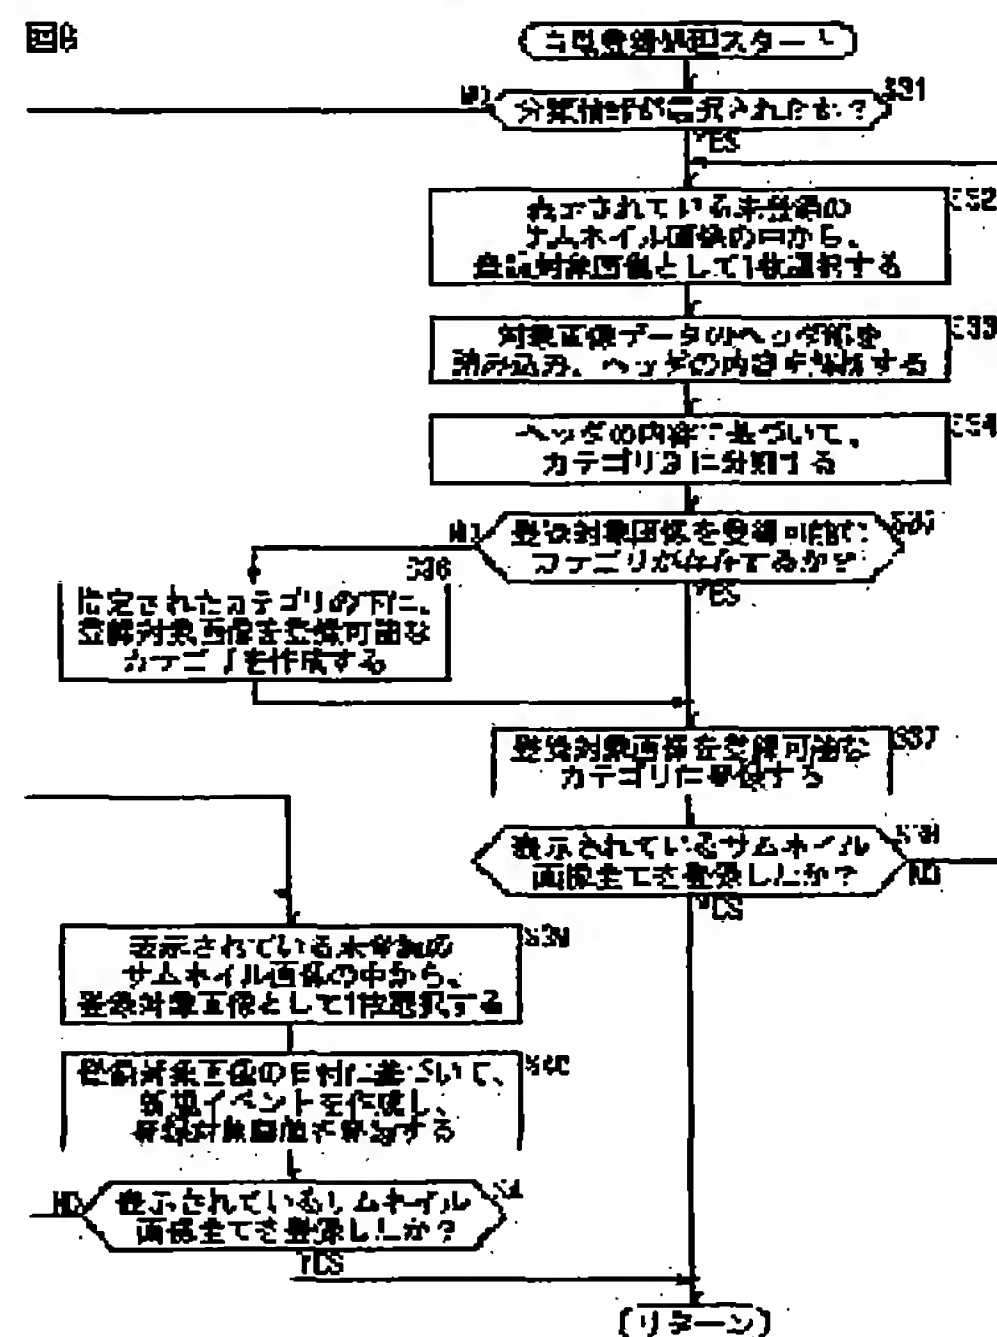 自動登録処理スタート
S31
NO
分類情報が選択されたか?
YES
S32
表示されている未登録の
サムネイル画像の中から、
登録対象画像として1枚選択する
S33
対象画像データのヘッダ部を
読み込み、ヘッダの内容を解析する
S34
ヘッダの内容に基づいて、
カテゴリ別に分類する
NO
登録対象画像を登録可能な
カテゴリが存在するか?
YES
S36
指定されたカテゴリの下に、
登録対象画像を登録可能な
カテゴリを作成する
S37
登録対象画像を登録可能な
カテゴリに登録する
S38
表示されているサムネイル
画像全てを登録したか?
NO
YES
S39
表示されている未登録の
サムネイル画像の中から、
登録対象画像として1枚選択する
S40
登録対象画像の日付に基づいて、
新規イベントを作成し、
登録対象画像を登録する
NO
表示されているサムネイル
画像全てを登録したか?
YES
リターン